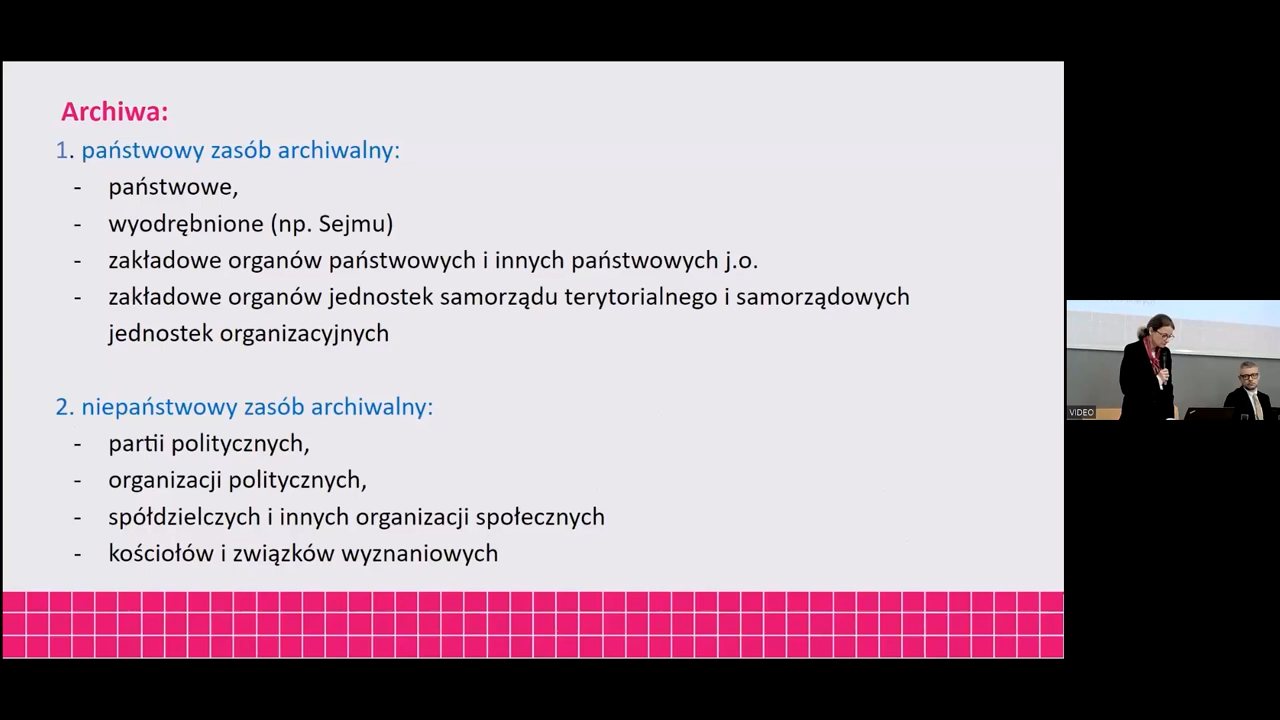 Archiwa:
1. państwowy zasób archiwalny:
- państwowe,
- wyodrębnione (np. Sejmu)
- zakładowe organów państwowych i innych państwowych j.o.
- zakładowe organów jednostek samorządu terytorialnego i samorządowych
jednostek organizacyjnych
2. niepaństwowy zasób archiwalny:
- partii politycznych,
- organizacji politycznych,
- spółdzielczych i innych organizacji społecznych
- kościołów i związków wyznaniowych
VIDEO